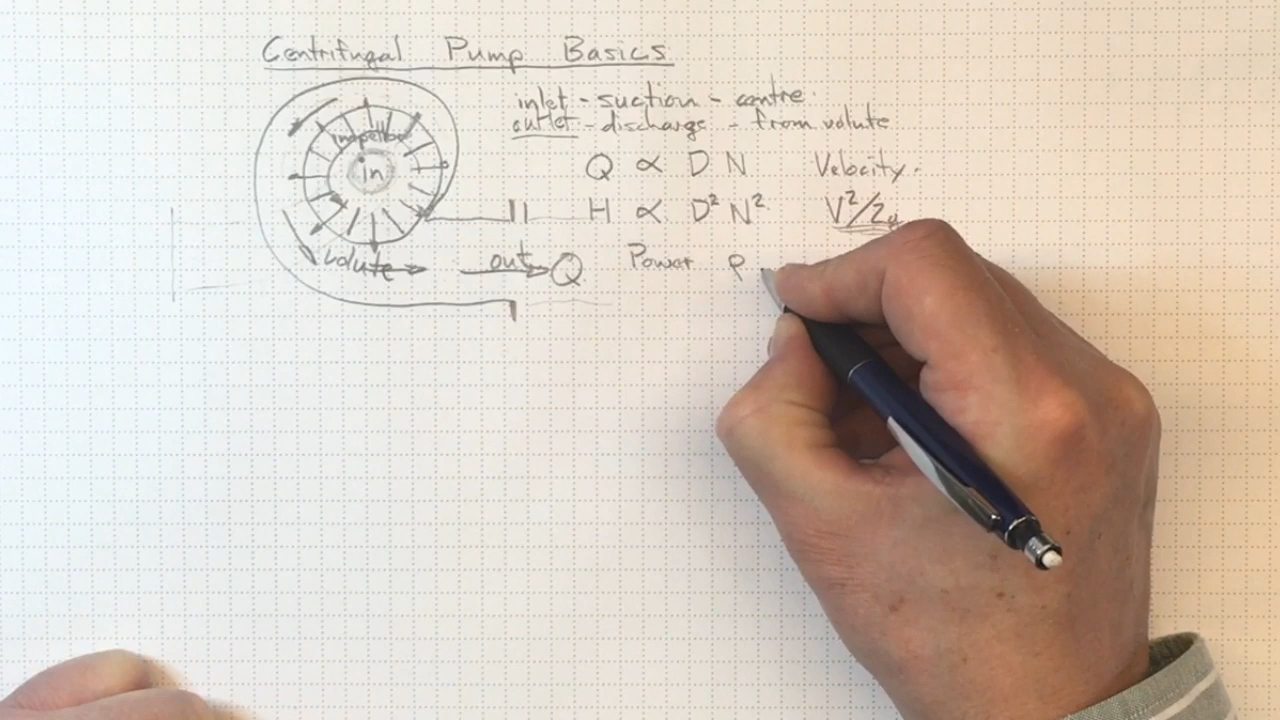 Centrifugal Pump Basics
inlet - suction - centre.
outlet - discharge - from volute
impeller
in
Q ∝ D N Velocity.
H ∝ D² N² V²/2g
volute out Q Power ρ